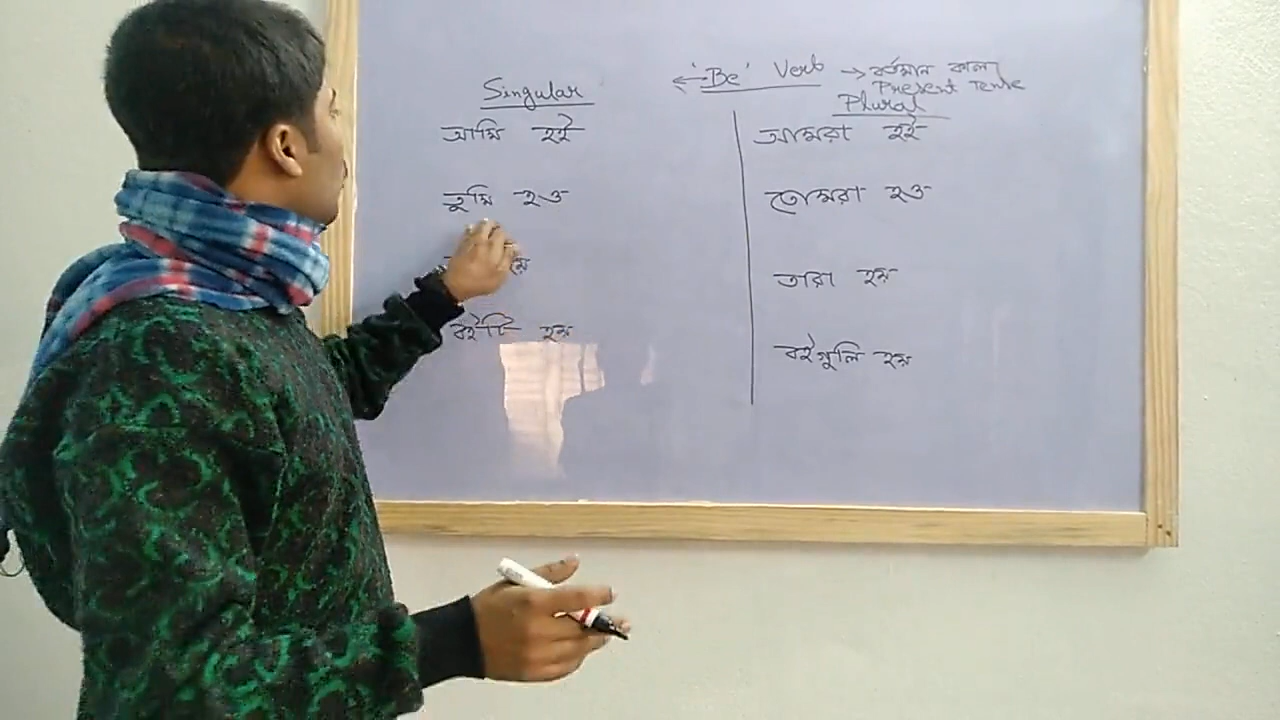 'Be' Verb → বর্তমান কাল
Present Tense
Singular
Plural
আমি হই
আমরা হই
তুমি হও
তোমরা হও
তারা হয়
বইটি হয়
বইগুলি হয়